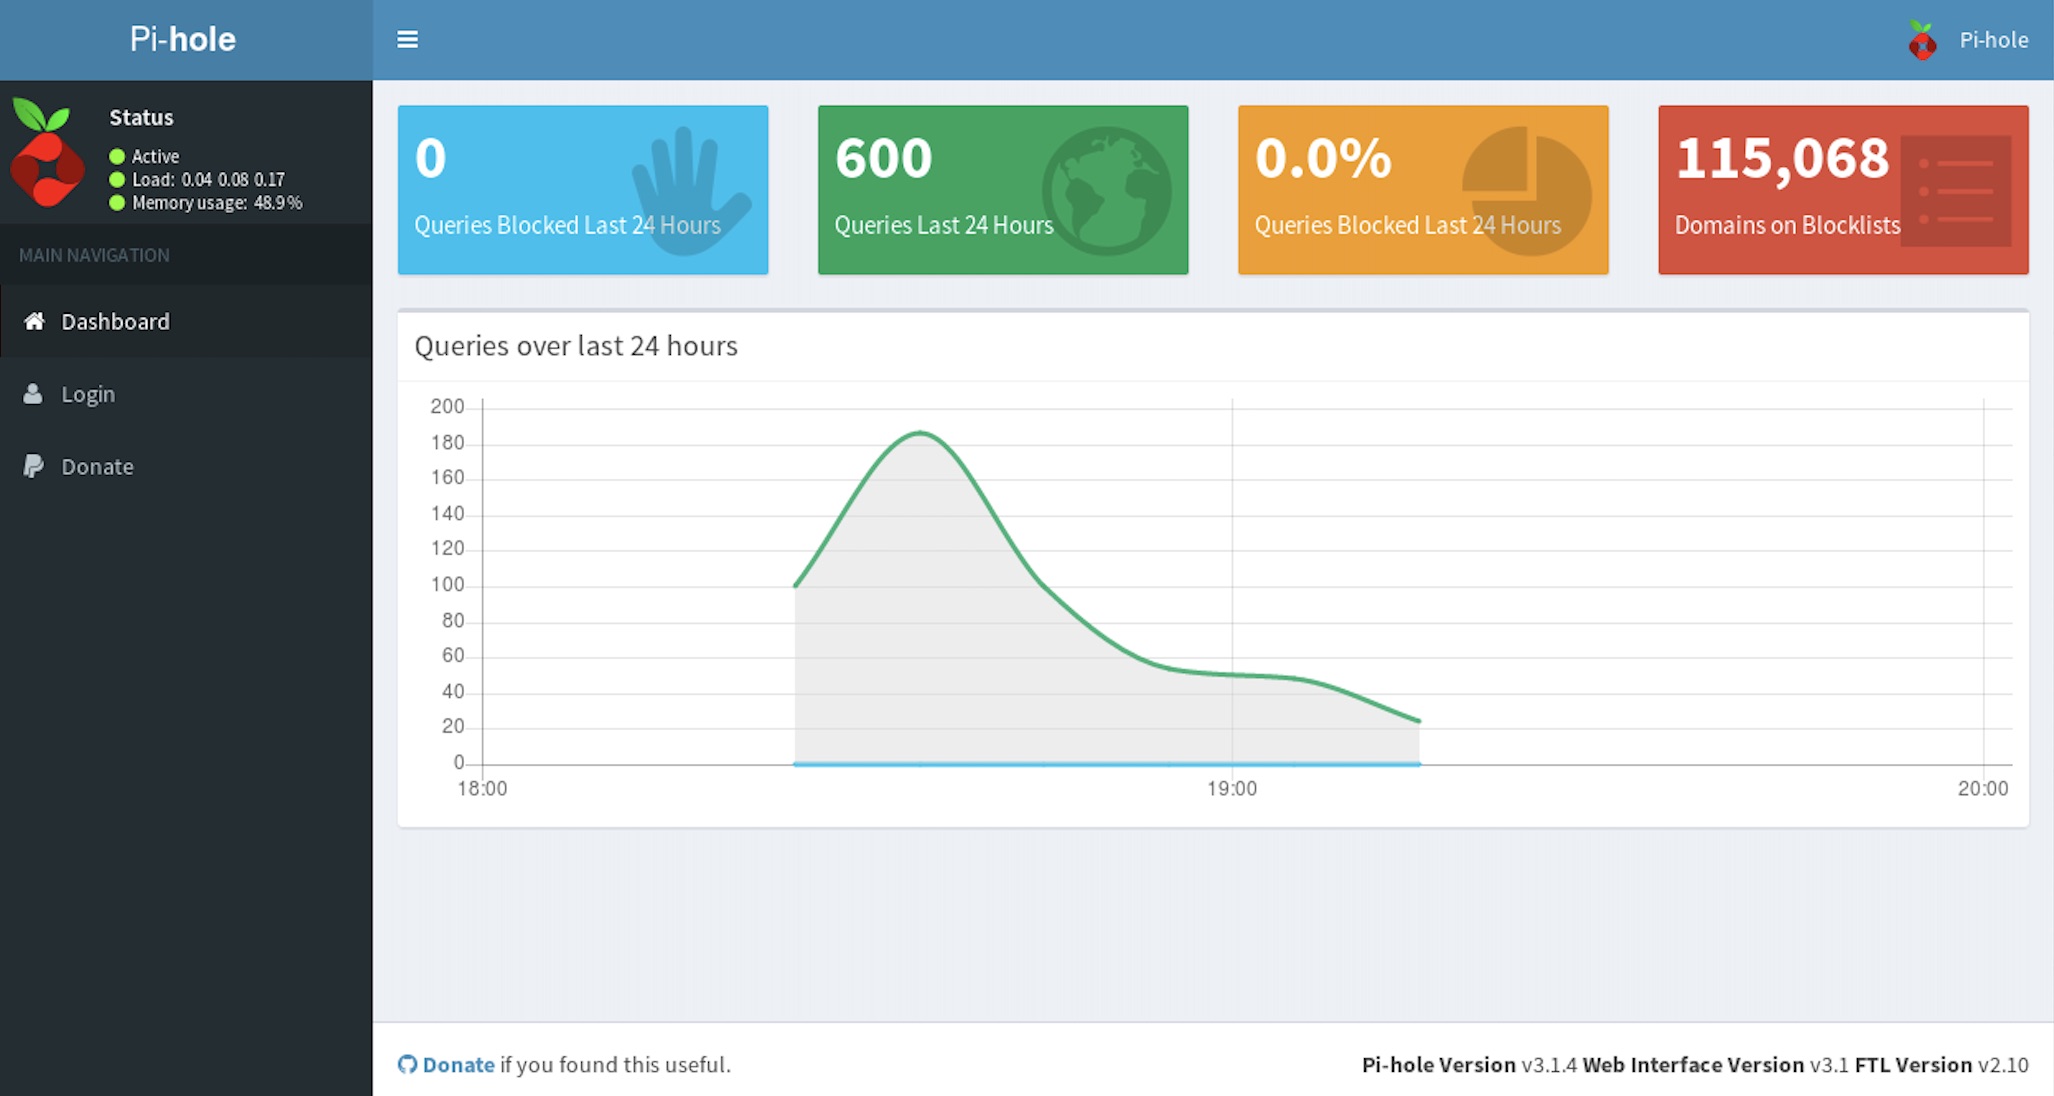 Pi-hole
Pi-hole
Status
Active
Load: 0.04 0.08 0.17
Memory usage: 48.9%
MAIN NAVIGATION
Dashboard
Login
Donate
0
Queries Blocked Last 24 Hours
600
Queries Last 24 Hours
0.0%
Queries Blocked Last 24 Hours
115,068
Domains on Blocklists
Queries over last 24 hours
200
180
160
140
120
100
80
60
40
20
0
18:00 19:00 20:00
Donate if you found this useful.
Pi-hole Version v3.1.4 Web Interface Version v3.1 FTL Version v2.10